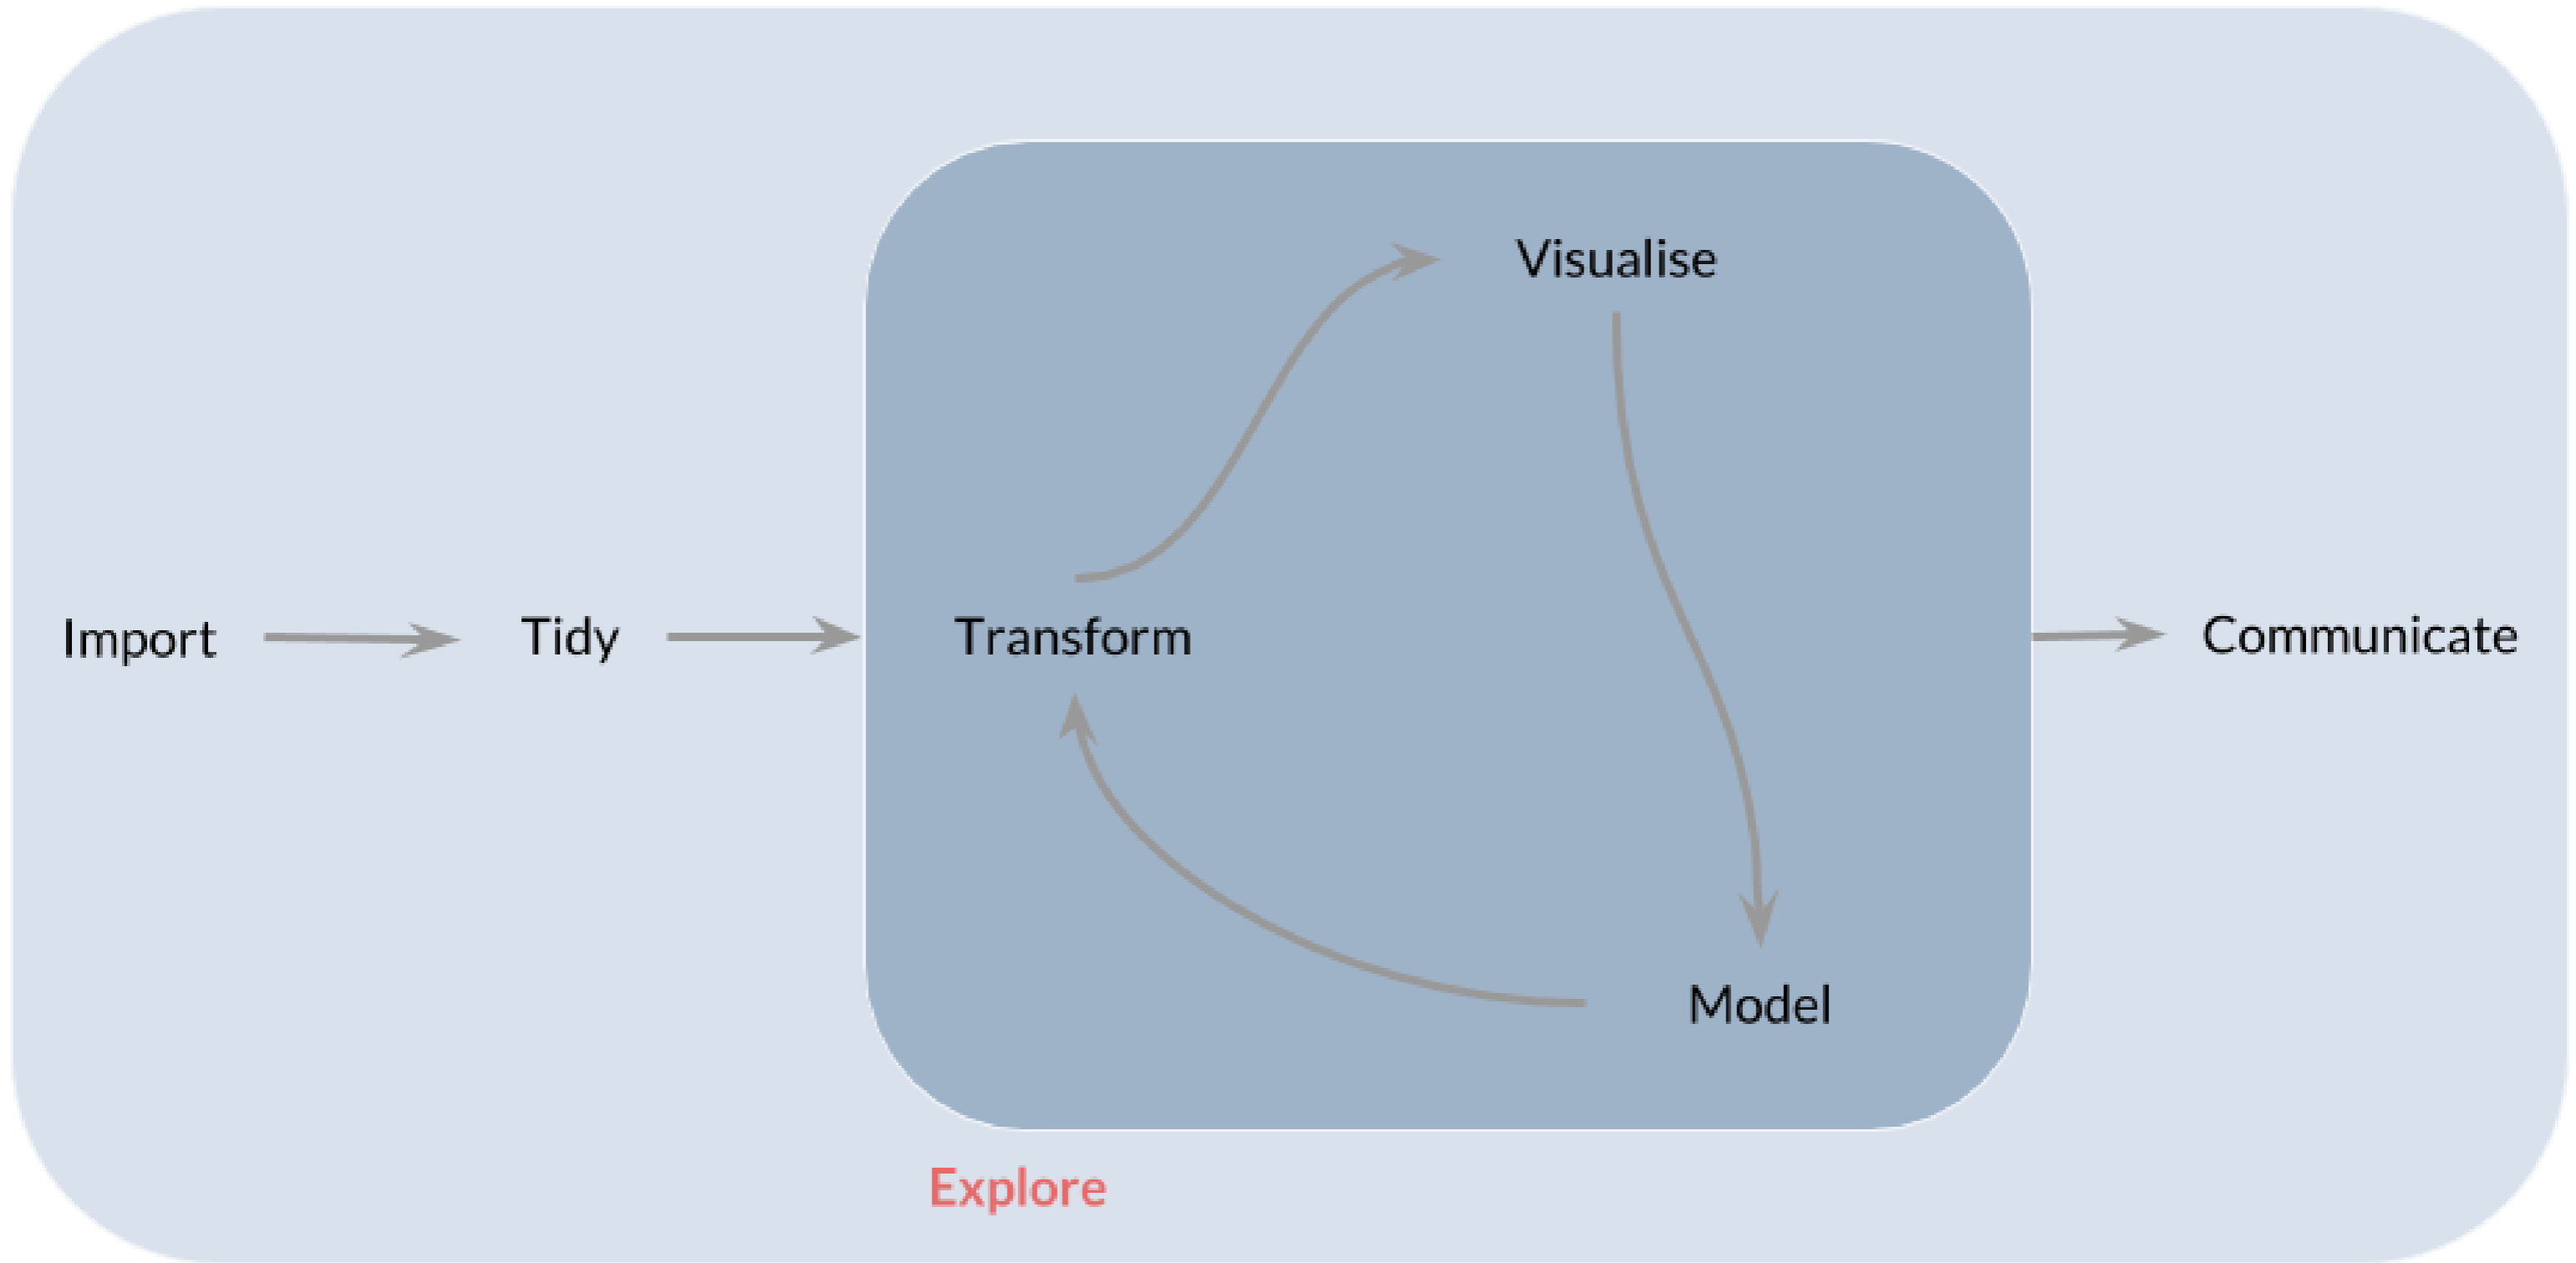 Visualise
Import
Tidy
Transform
Communicate
Model
Explore